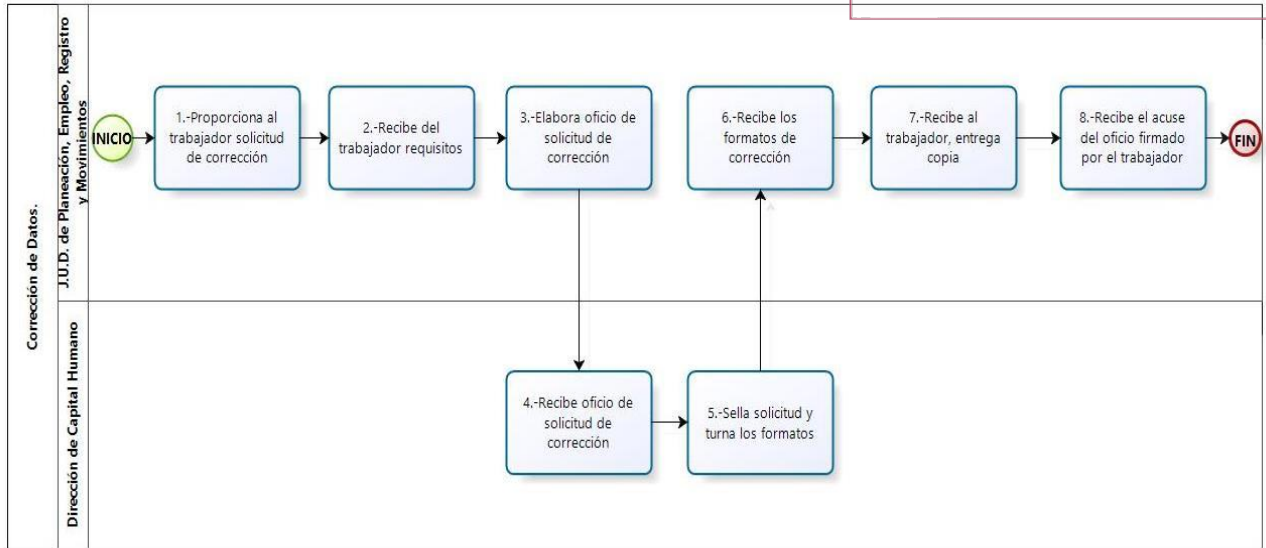 Corrección de Datos.
J.U.D. de Planeación, Empleo, Registro
y Movimientos
INICIO
1.-Proporciona al
trabajador solicitud
de corrección
2.-Recibe del
trabajador requisitos
3.-Elabora oficio de
solicitud de
corrección
6.-Recibe los
formatos de
corrección
7.-Recibe al
trabajador, entrega
copia
8.-Recibe el acuse
del oficio firmado
por el trabajador
FIN
Dirección de Capital Humano
4.-Recibe oficio de
solicitud de
corrección
5.-Sella solicitud y
turna los formatos